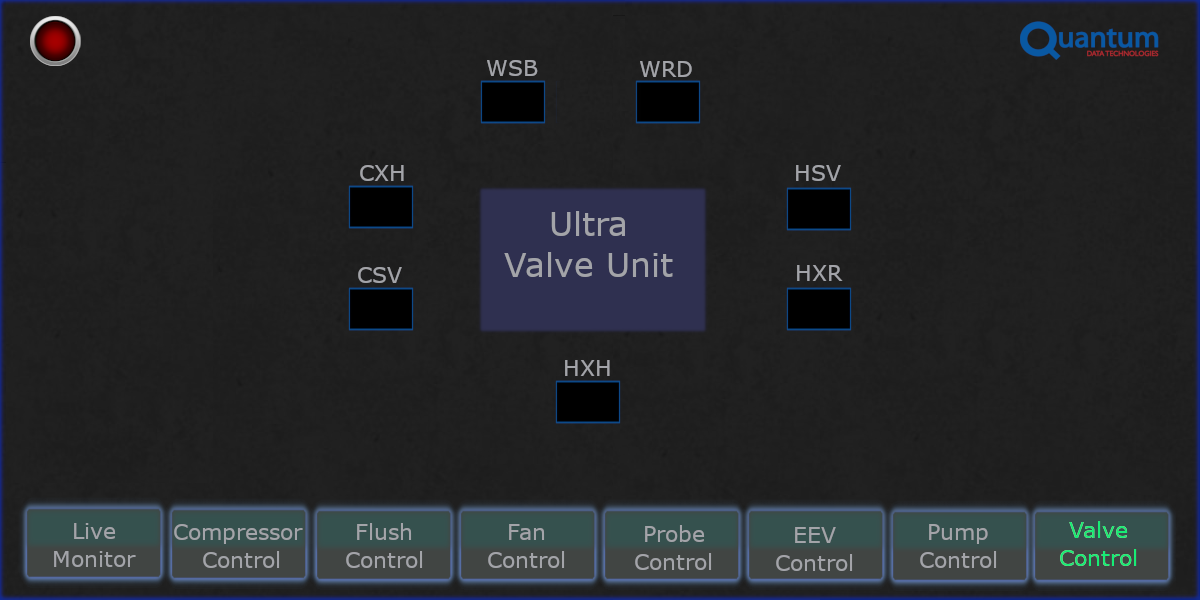 Quantum
DATA TECHNOLOGIES
WSB
WRD
CXH
HSV
Ultra
Valve Unit
CSV
HXR
HXH
Live
Monitor
Compressor
Control
Flush
Control
Fan
Control
Probe
Control
EEV
Control
Pump
Control
Valve
Control